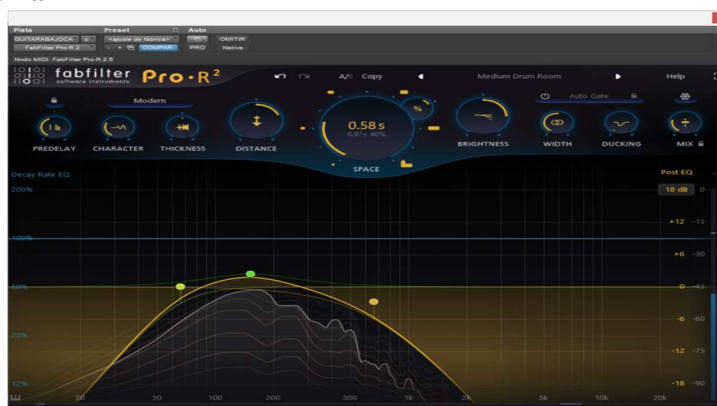 Pista Preset Auto
GUITARABAJOCA. <ajuste de fábrica> OMITIR
FabFilter Pro-R 2 - + COMPAR PRO Native
Nodo MIDI: FabFilter Pro-R 2 6
fabfilter Pro·R²
software instruments
A/B Copy Medium Drum Room Help
Modern Auto Gate
%
0.58 s
0.97s 60%
PREDELAY CHARACTER THICKNESS DISTANCE BRIGHTNESS WIDTH DUCKING MIX
SPACE
Decay Rate EQ Post EQ
200% 18 dB 0
+12 -15
100%
+6 -30
50% 0 -45
-6 -60
25%
-12 -75
12% -18 -90
20 50 100 200 500 1k 2k 5k 10k 20k